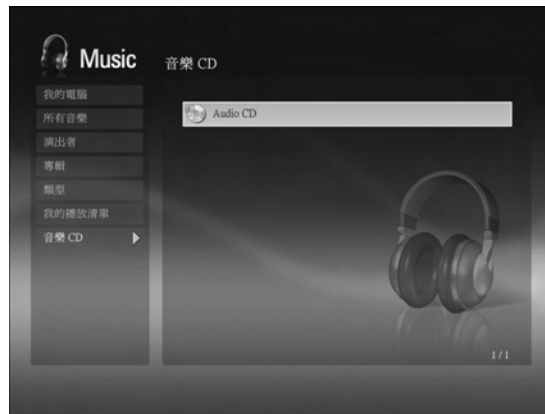 Music
音樂 CD
我的電腦
所有音樂
演出者
專輯
類型
我的播放清單
音樂 CD
Audio CD
1 / 1